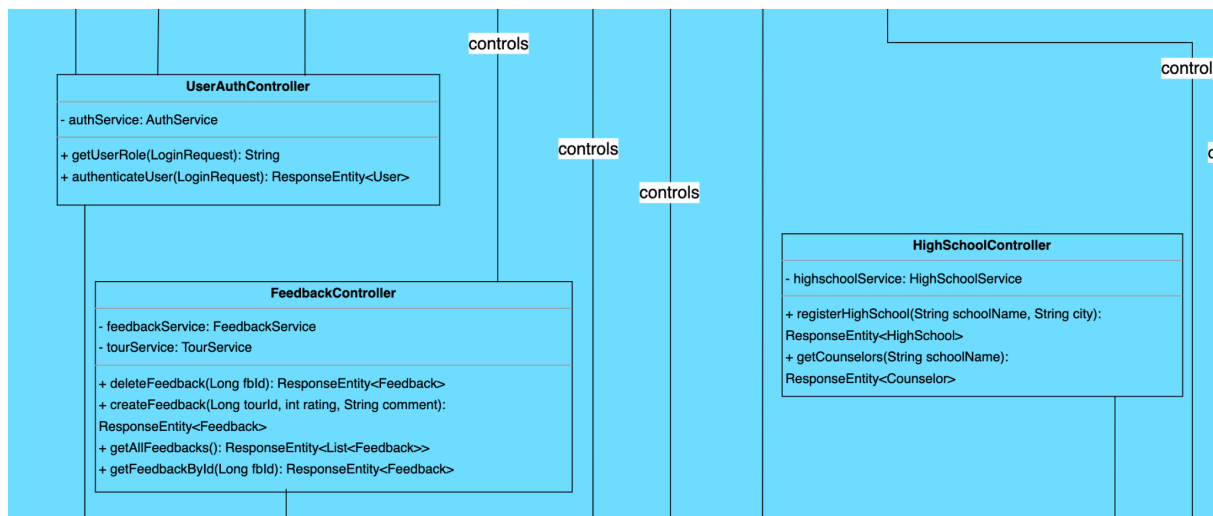 controls
UserAuthController
- authService: AuthService
+ getUserRole(LoginRequest): String
+ authenticateUser(LoginRequest): ResponseEntity<User>
controls
controls
FeedbackController
- feedbackService: FeedbackService
- tourService: TourService
+ deleteFeedback(Long fbId): ResponseEntity<Feedback>
+ createFeedback(Long tourId, int rating, String comment):
ResponseEntity<Feedback>
+ getAllFeedbacks(): ResponseEntity<List<Feedback>>
+ getFeedbackById(Long fbId): ResponseEntity<Feedback>
control
HighSchoolController
- highschoolService: HighSchoolService
+ registerHighSchool(String schoolName, String city):
ResponseEntity<HighSchool>
+ getCounselors(String schoolName):
ResponseEntity<Counselor>